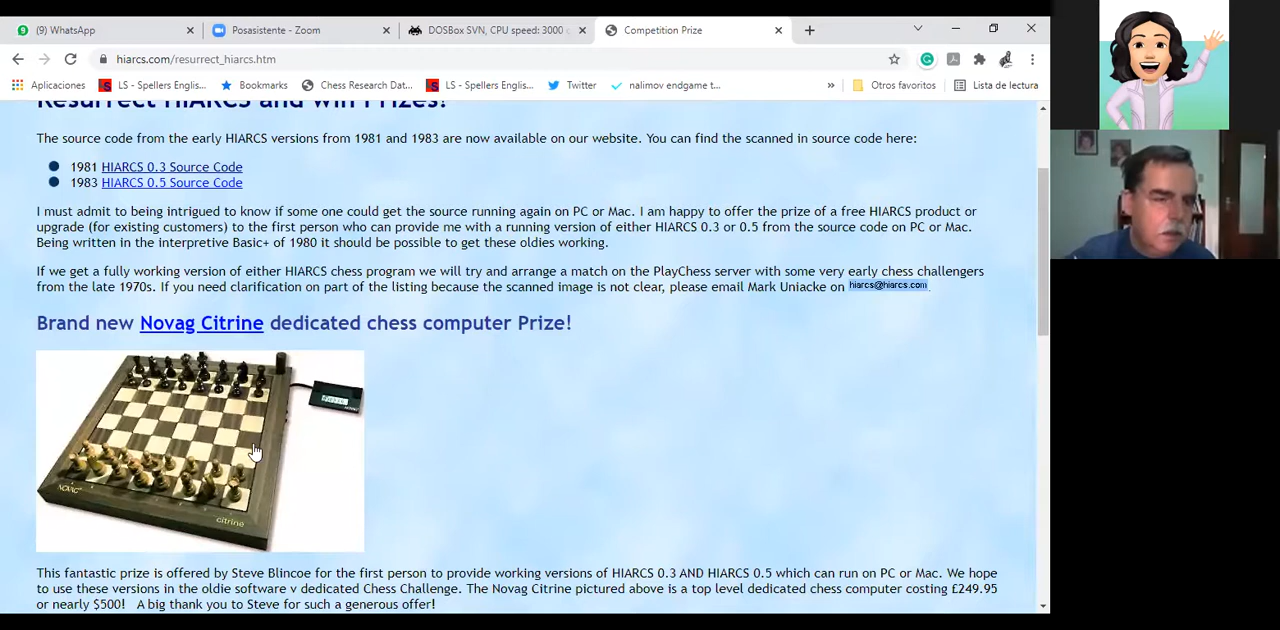 WhatsApp
Posasistente - Zoom
DOSBox SVN, CPU speed: 3000
Competition Prize
hiarcs.com/resurrect_hiarcs.htm
Aplicaciones
LS - Spellers Englis...
Bookmarks
Chess Research Dat...
LS - Spellers Englis...
Twitter
nalimov endgame t...
»
Otros favoritos
Lista de lectura
Resurrect HIARCS and Win Prizes!
The source code from the early HIARCS versions from 1981 and 1983 are now available on our website. You can find the scanned in source code here:
1981 HIARCS 0.3 Source Code
1983 HIARCS 0.5 Source Code
I must admit to being intrigued to know if some one could get the source running again on PC or Mac. I am happy to offer the prize of a free HIARCS product or
upgrade (for existing customers) to the first person who can provide me with a running version of either HIARCS 0.3 or 0.5 from the source code on PC or Mac.
Being written in the interpretive Basic+ of 1980 it should be possible to get these oldies working.
If we get a fully working version of either HIARCS chess program we will try and arrange a match on the PlayChess server with some very early chess challengers
from the late 1970s. If you need clarification on part of the listing because the scanned image is not clear, please email Mark Uniacke on hiarcs@hiarcs.com.
Brand new Novag Citrine dedicated chess computer Prize!
NOVAG
citrine
This fantastic prize is offered by Steve Blincoe for the first person to provide working versions of HIARCS 0.3 AND HIARCS 0.5 which can run on PC or Mac. We hope
to use these versions in the oldie software v dedicated Chess Challenge. The Novag Citrine pictured above is a top level dedicated chess computer costing £249.95
or nearly $500! A big thank you to Steve for such a generous offer!